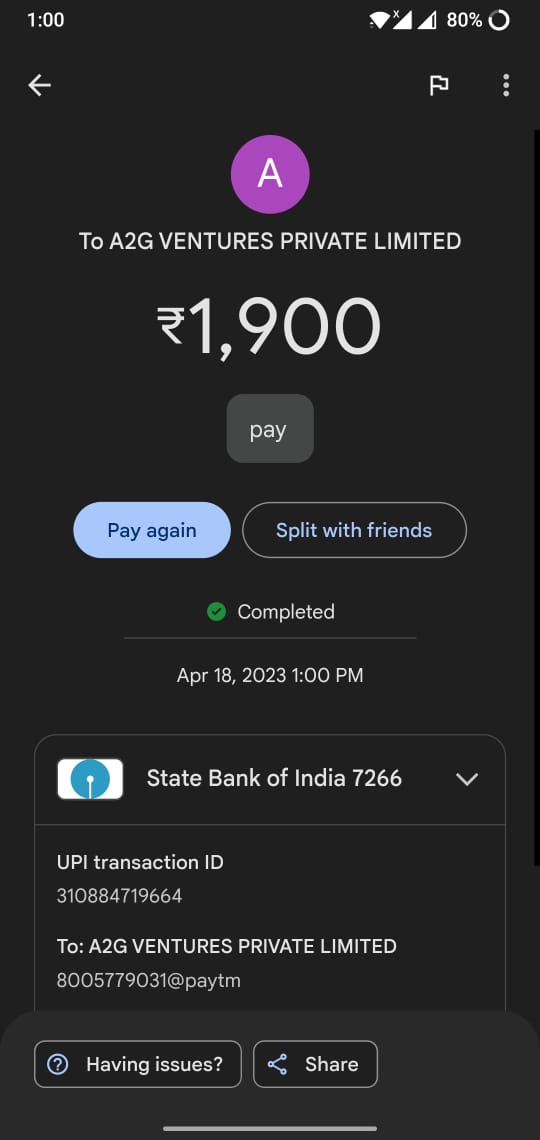 1:00
80%
A
To A2G VENTURES PRIVATE LIMITED
₹1,900
pay
Pay again
Split with friends
Completed
Apr 18, 2023 1:00 PM
State Bank of India 7266
UPI transaction ID
310884719664
To: A2G VENTURES PRIVATE LIMITED
8005779031@paytm
Having issues?
Share